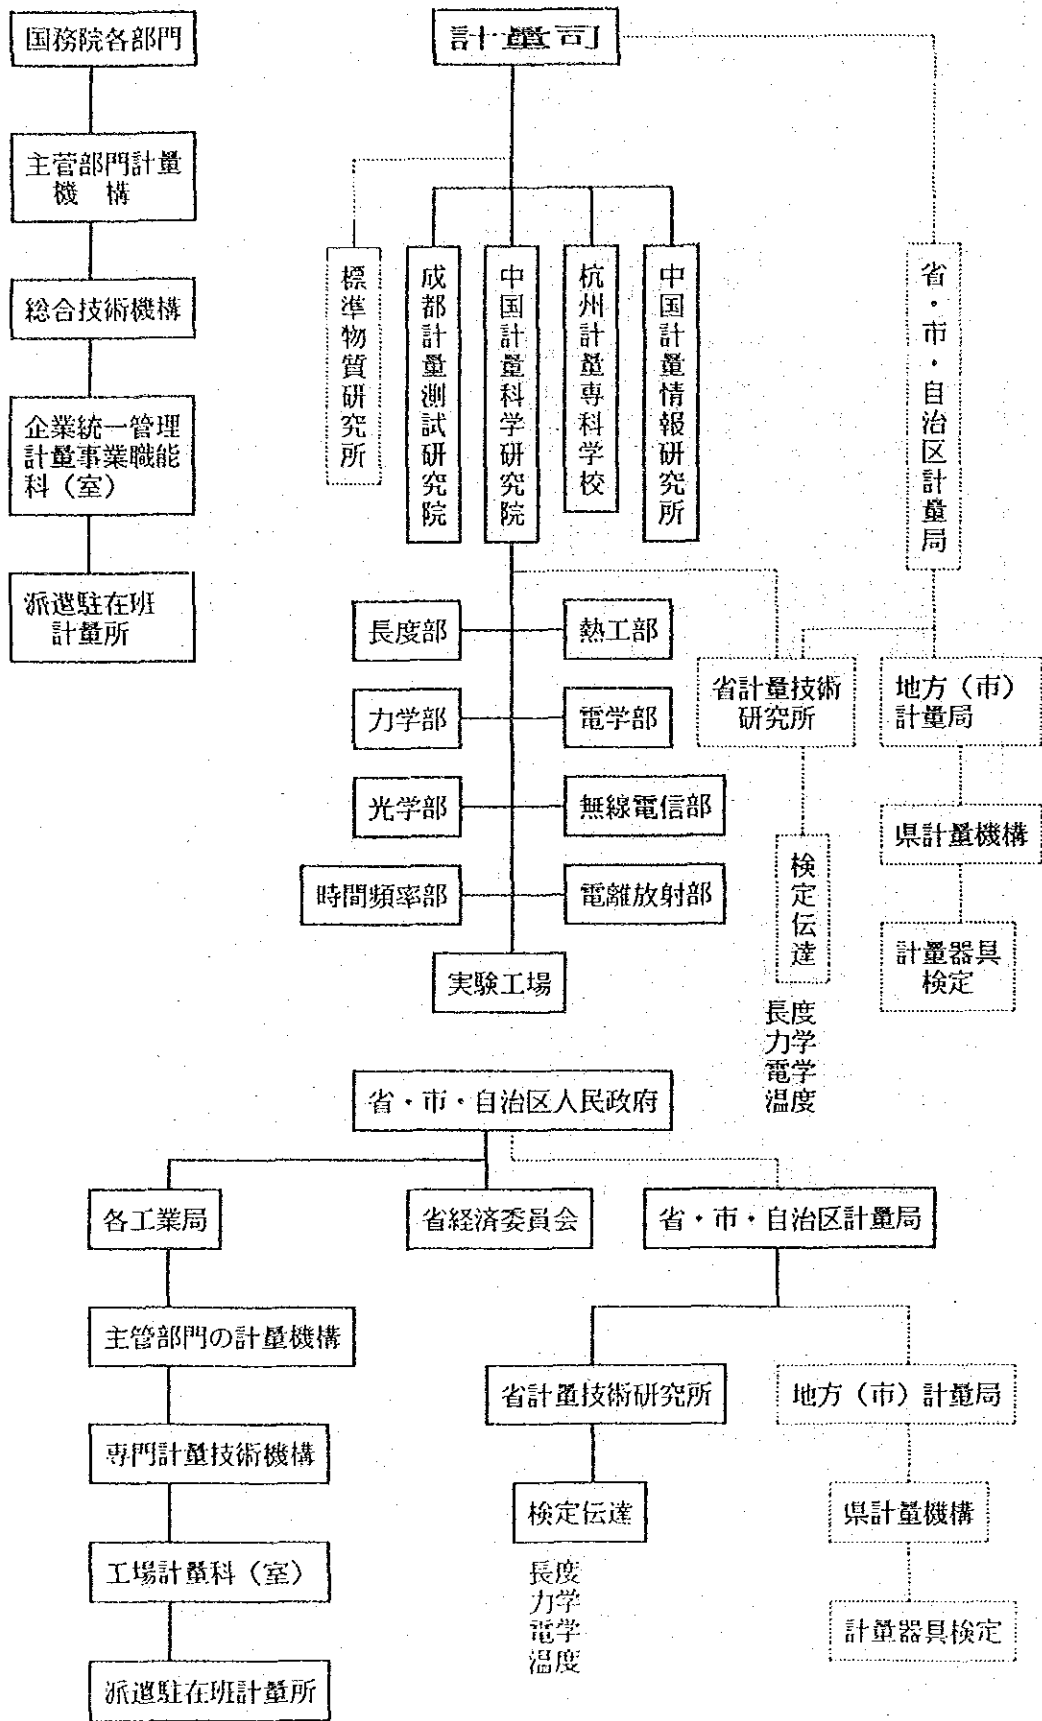 国務院各部門
計量司
主管部門計量
機　構
総合技術機構
企業統一管理
計量事業職能
科（室）
派遣駐在班
計量所
標準物質研究所
成都計量測試研究院
中国計量科学研究院
杭州計量専科学校
中国計量情報研究所
省・市・自治区計量局
長度部
熱工部
力学部
電学部
光学部
無線電信部
時間頻率部
電離放射部
実験工場
省計量技術
研究所
地方（市）
計量局
検定伝達
長度
力学
電学
温度
県計量機構
計量器具
検定
省・市・自治区人民政府
各工業局
省経済委員会
省・市・自治区計量局
主管部門の計量機構
専門計量技術機構
工場計量科（室）
派遣駐在班計量所
省計量技術研究所
検定伝達
長度
力学
電学
温度
地方（市）計量局
県計量機構
計量器具検定